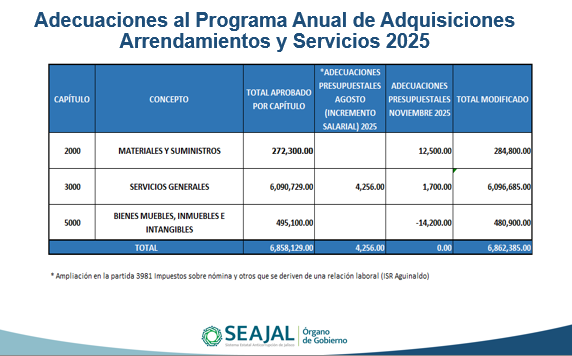 Adecuaciones al Programa Anual de Adquisiciones
Arrendamientos y Servicios 2025
CAPÍTULO CONCEPTO TOTAL APROBADO POR CAPÍTULO *ADECUACIONES PRESUPUESTALES AGOSTO (INCREMENTO SALARIAL) 2025 ADECUACIONES PRESUPUESTALES NOVIEMBRE 2025 TOTAL MODIFICADO
2000 MATERIALES Y SUMINISTROS 272,300.00 12,500.00 284,800.00
3000 SERVICIOS GENERALES 6,090,729.00 4,256.00 1,700.00 6,096,685.00
5000 BIENES MUEBLES, INMUEBLES E INTANGIBLES 495,100.00 -14,200.00 480,900.00
TOTAL 6,858,129.00 4,256.00 0.00 6,862,385.00
* Ampliación en la partida 3981 Impuestos sobre nómina y otros que se deriven de una relación laboral (ISR Aguinaldo)
SEAJAL
Órgano
de Gobierno